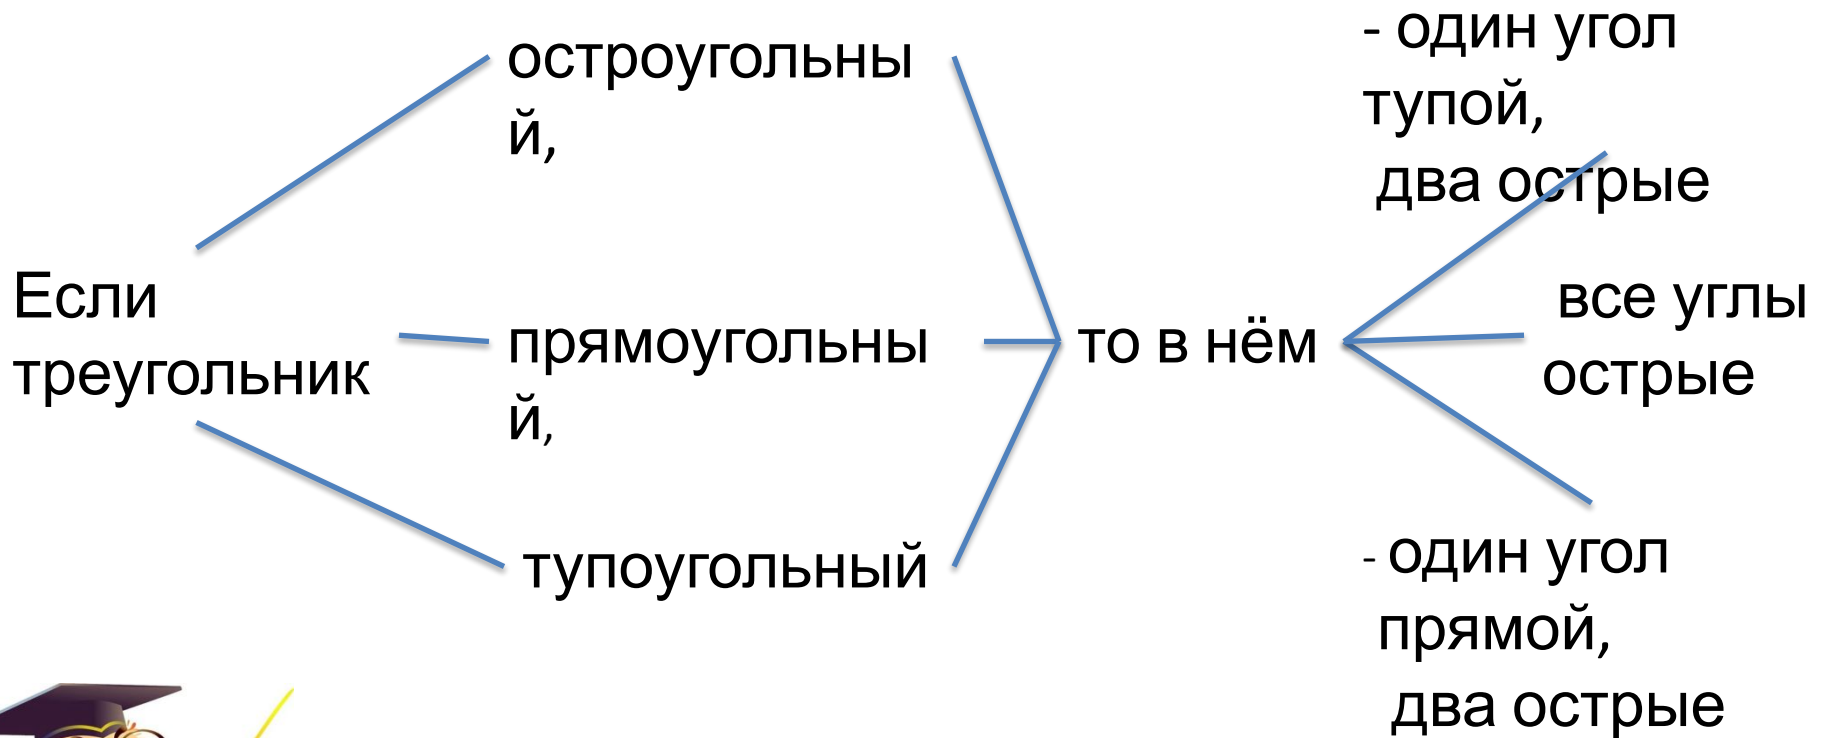 Если
треугольник
остроугольны
й,
прямоугольны
й,
тупоугольный
то в нём
- один угол
тупой,
два острые
все углы
острые
- один угол
прямой,
два острые